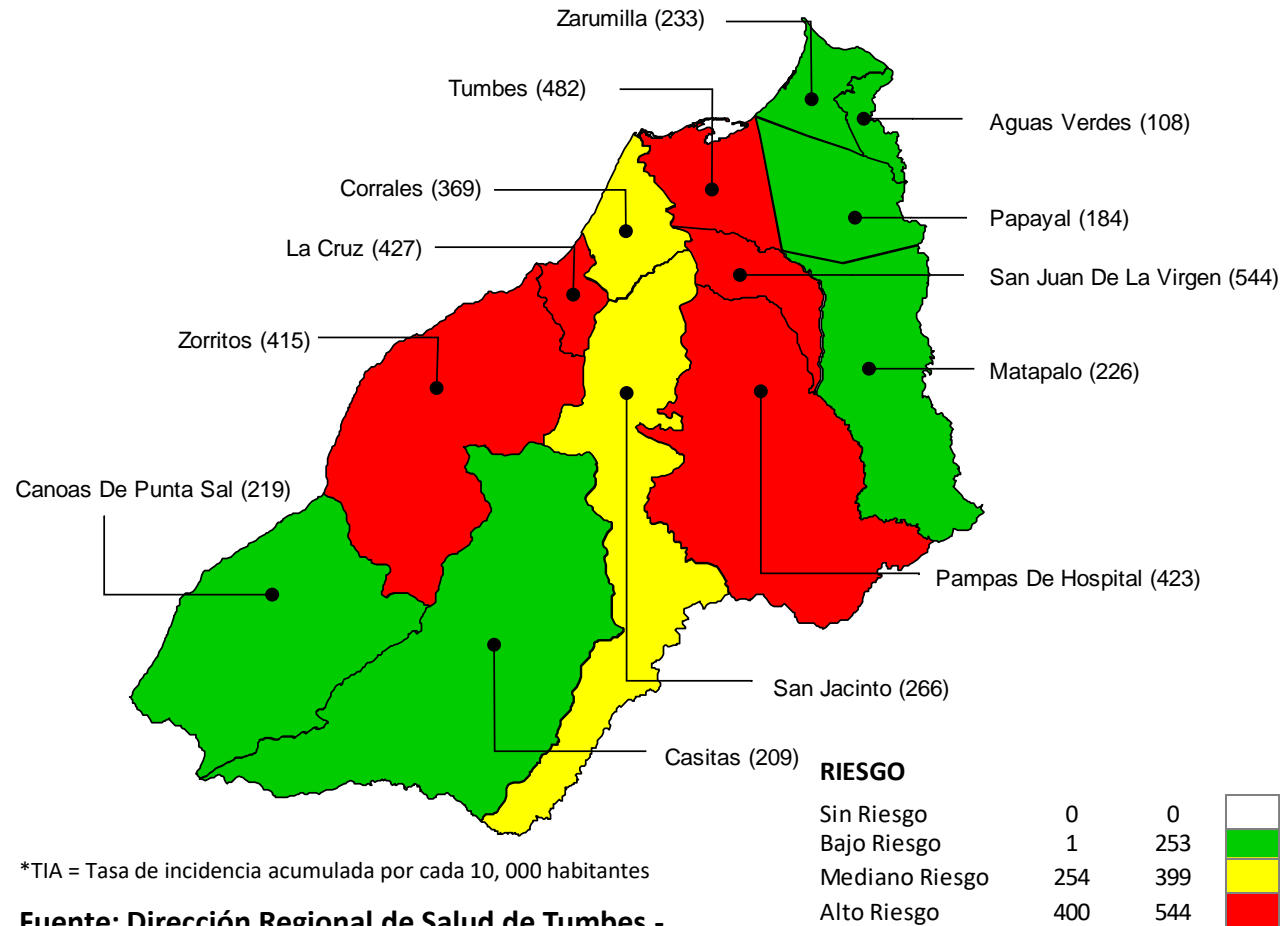 Zarumilla (233)
Tumbes (482)
Aguas Verdes (108)
Corrales (369)
Papayal (184)
La Cruz (427)
San Juan De La Virgen (544)
Zorritos (415)
Matapalo (226)
Canoas De Punta Sal (219)
Pampas De Hospital (423)
San Jacinto (266)
Casitas (209)
RIESGO
Sin Riesgo 0 0
Bajo Riesgo 1 253
Mediano Riesgo 254 399
Alto Riesgo 400 544
*TIA = Tasa de incidencia acumulada por cada 10, 000 habitantes
Fuente: Dirección Regional de Salud de Tumbes -